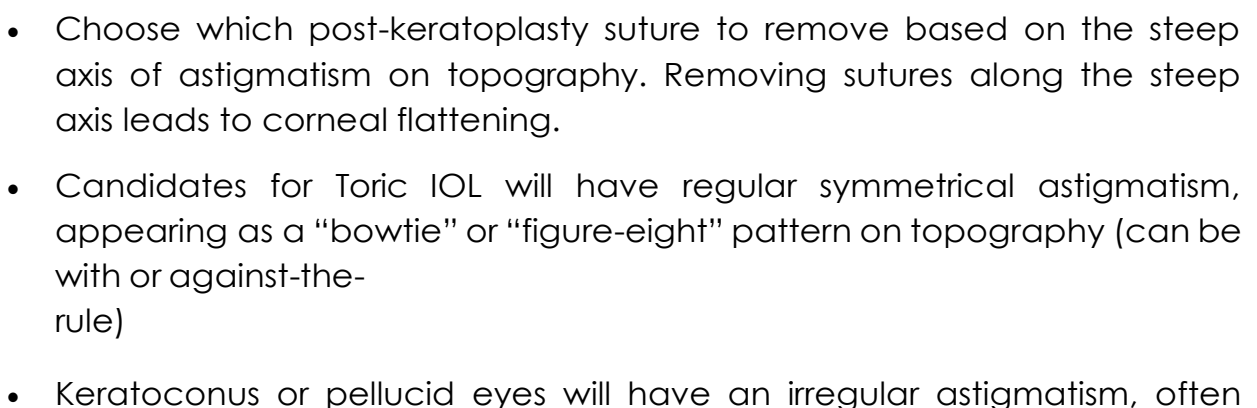 • Choose which post-keratoplasty suture to remove based on the steep
axis of astigmatism on topography. Removing sutures along the steep
axis leads to corneal flattening.
• Candidates for Toric IOL will have regular symmetrical astigmatism,
appearing as a “bowtie” or “figure-eight” pattern on topography (can be
with or against-the-
rule)
• Keratoconus or pellucid eyes will have an irregular astigmatism, often